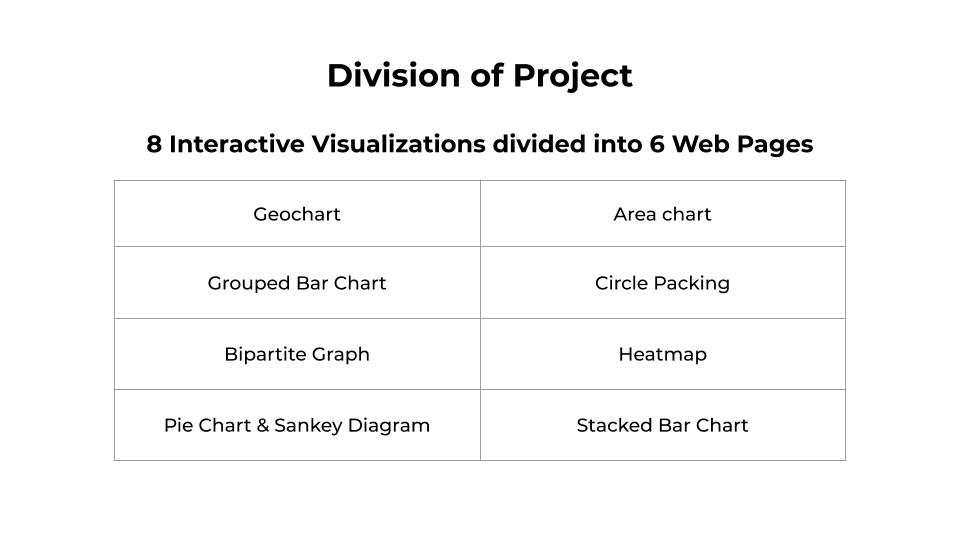 Division of Project
8 Interactive Visualizations divided into 6 Web Pages
Geochart
Area chart
Grouped Bar Chart
Circle Packing
Bipartite Graph
Heatmap
Pie Chart & Sankey Diagram
Stacked Bar Chart